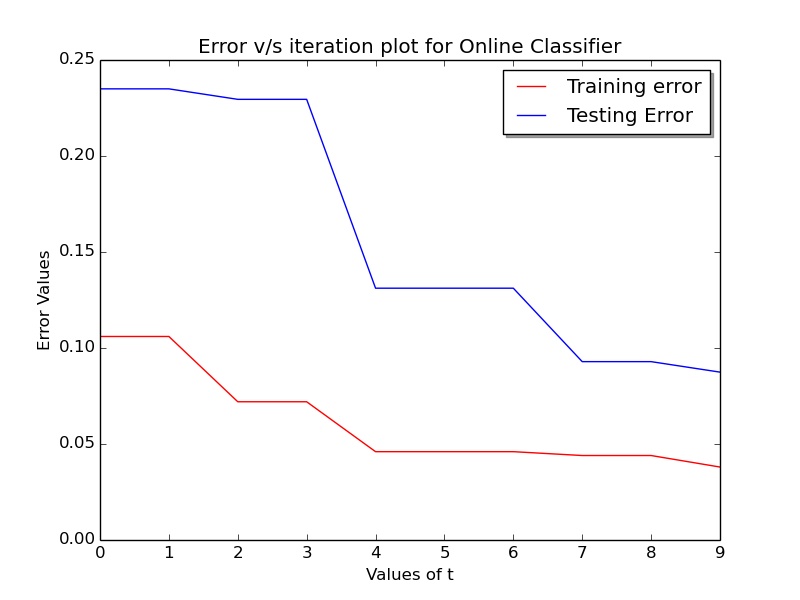 Error v/s iteration plot for Online Classifier
Training error
Testing Error
0.25
0.20
0.15
0.10
0.05
0.00
Error Values
0 1 2 3 4 5 6 7 8 9
Values of t